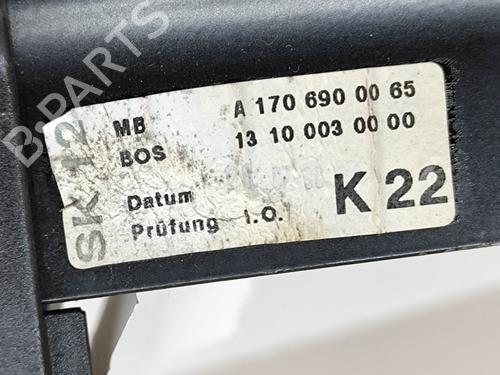 B-PARTS
SK 12
MB A 170 690 00 65
BOS 13 10 003 00 00
Datum
Prüfung I.O.
K 22